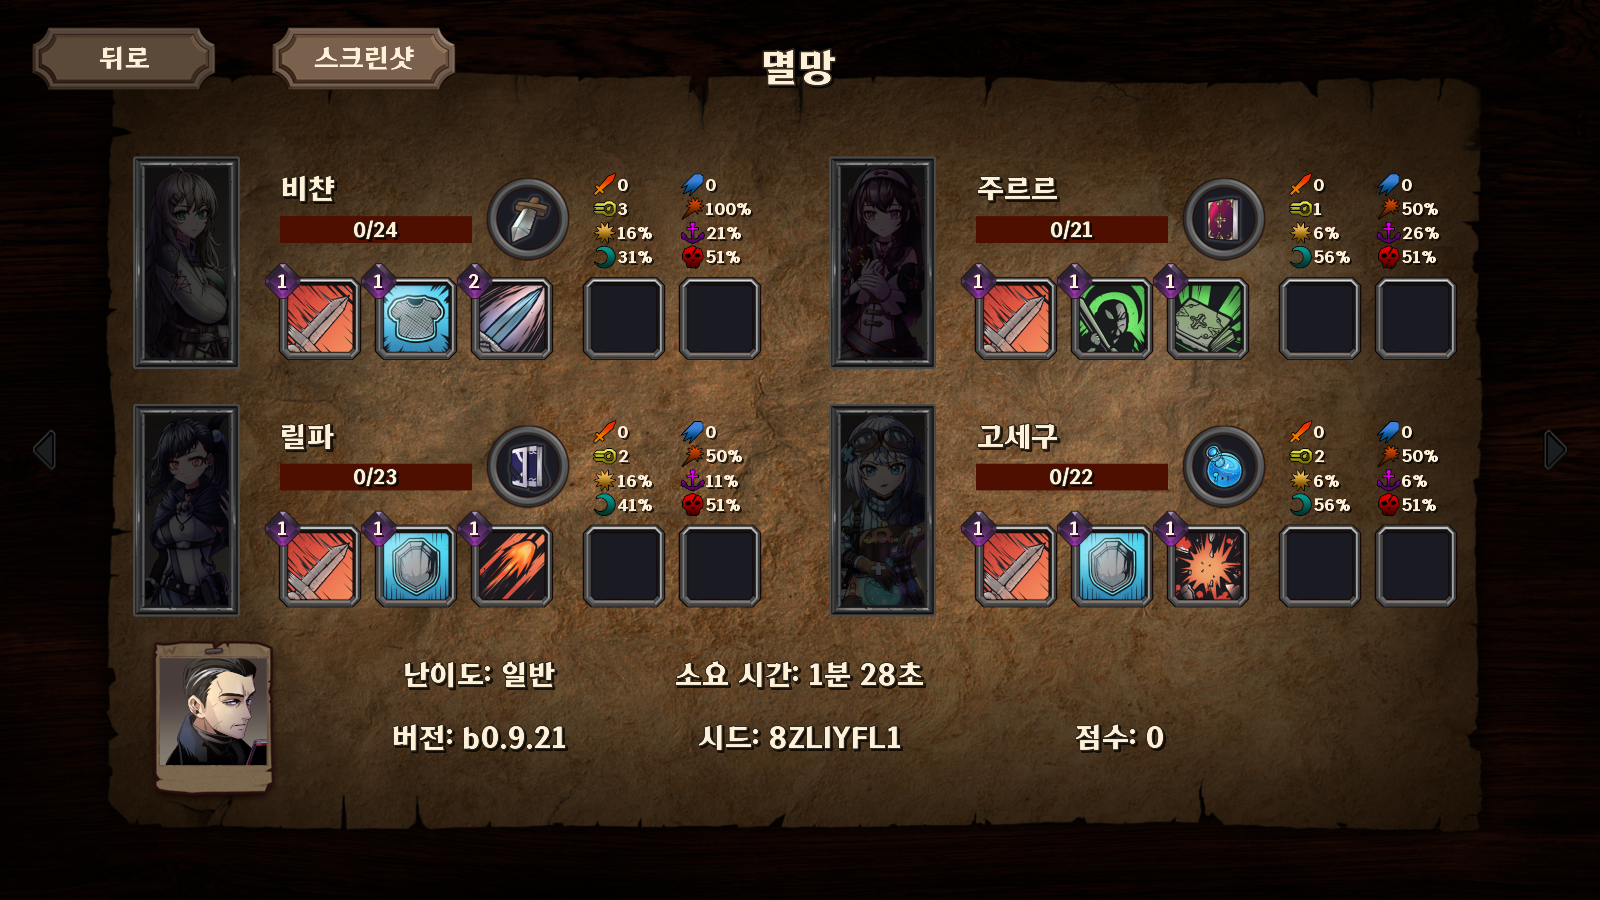 뒤로
스크린샷
멸망
비챤
0/24
0 0
3 100%
16% 21%
31% 51%
1 1 2
주르르
0/21
0 0
1 50%
6% 26%
56% 51%
1 1 1
릴파
0/23
0 0
2 50%
16% 11%
41% 51%
1 1 1
고세구
0/22
0 0
2 50%
6% 6%
56% 51%
1 1 1
난이도: 일반
소요 시간: 1분 28초
버전: b0.9.21
시드: 8ZLIYFL1
점수: 0